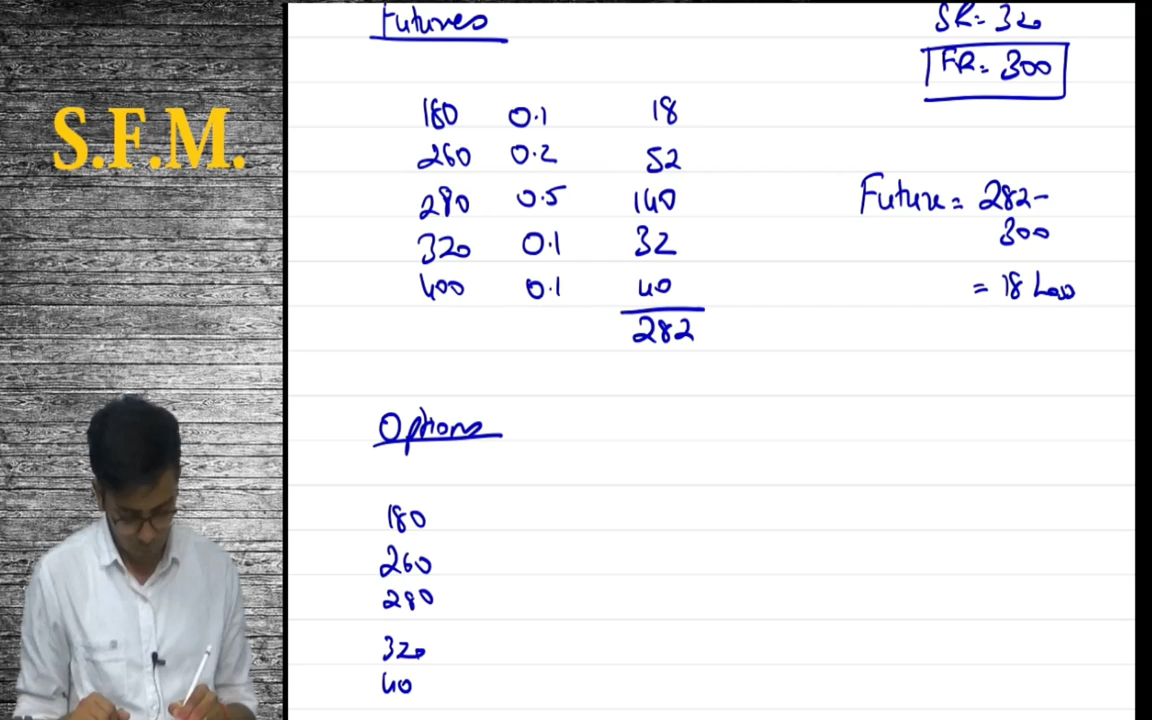 Futures
SR = 320
FR = 300
S.F.M.
180 0.1 18
260 0.2 52
280 0.5 140
320 0.1 32
400 0.1 40
282
Future = 282-
300
= 18 Loss
Options
180
260
280
320
40